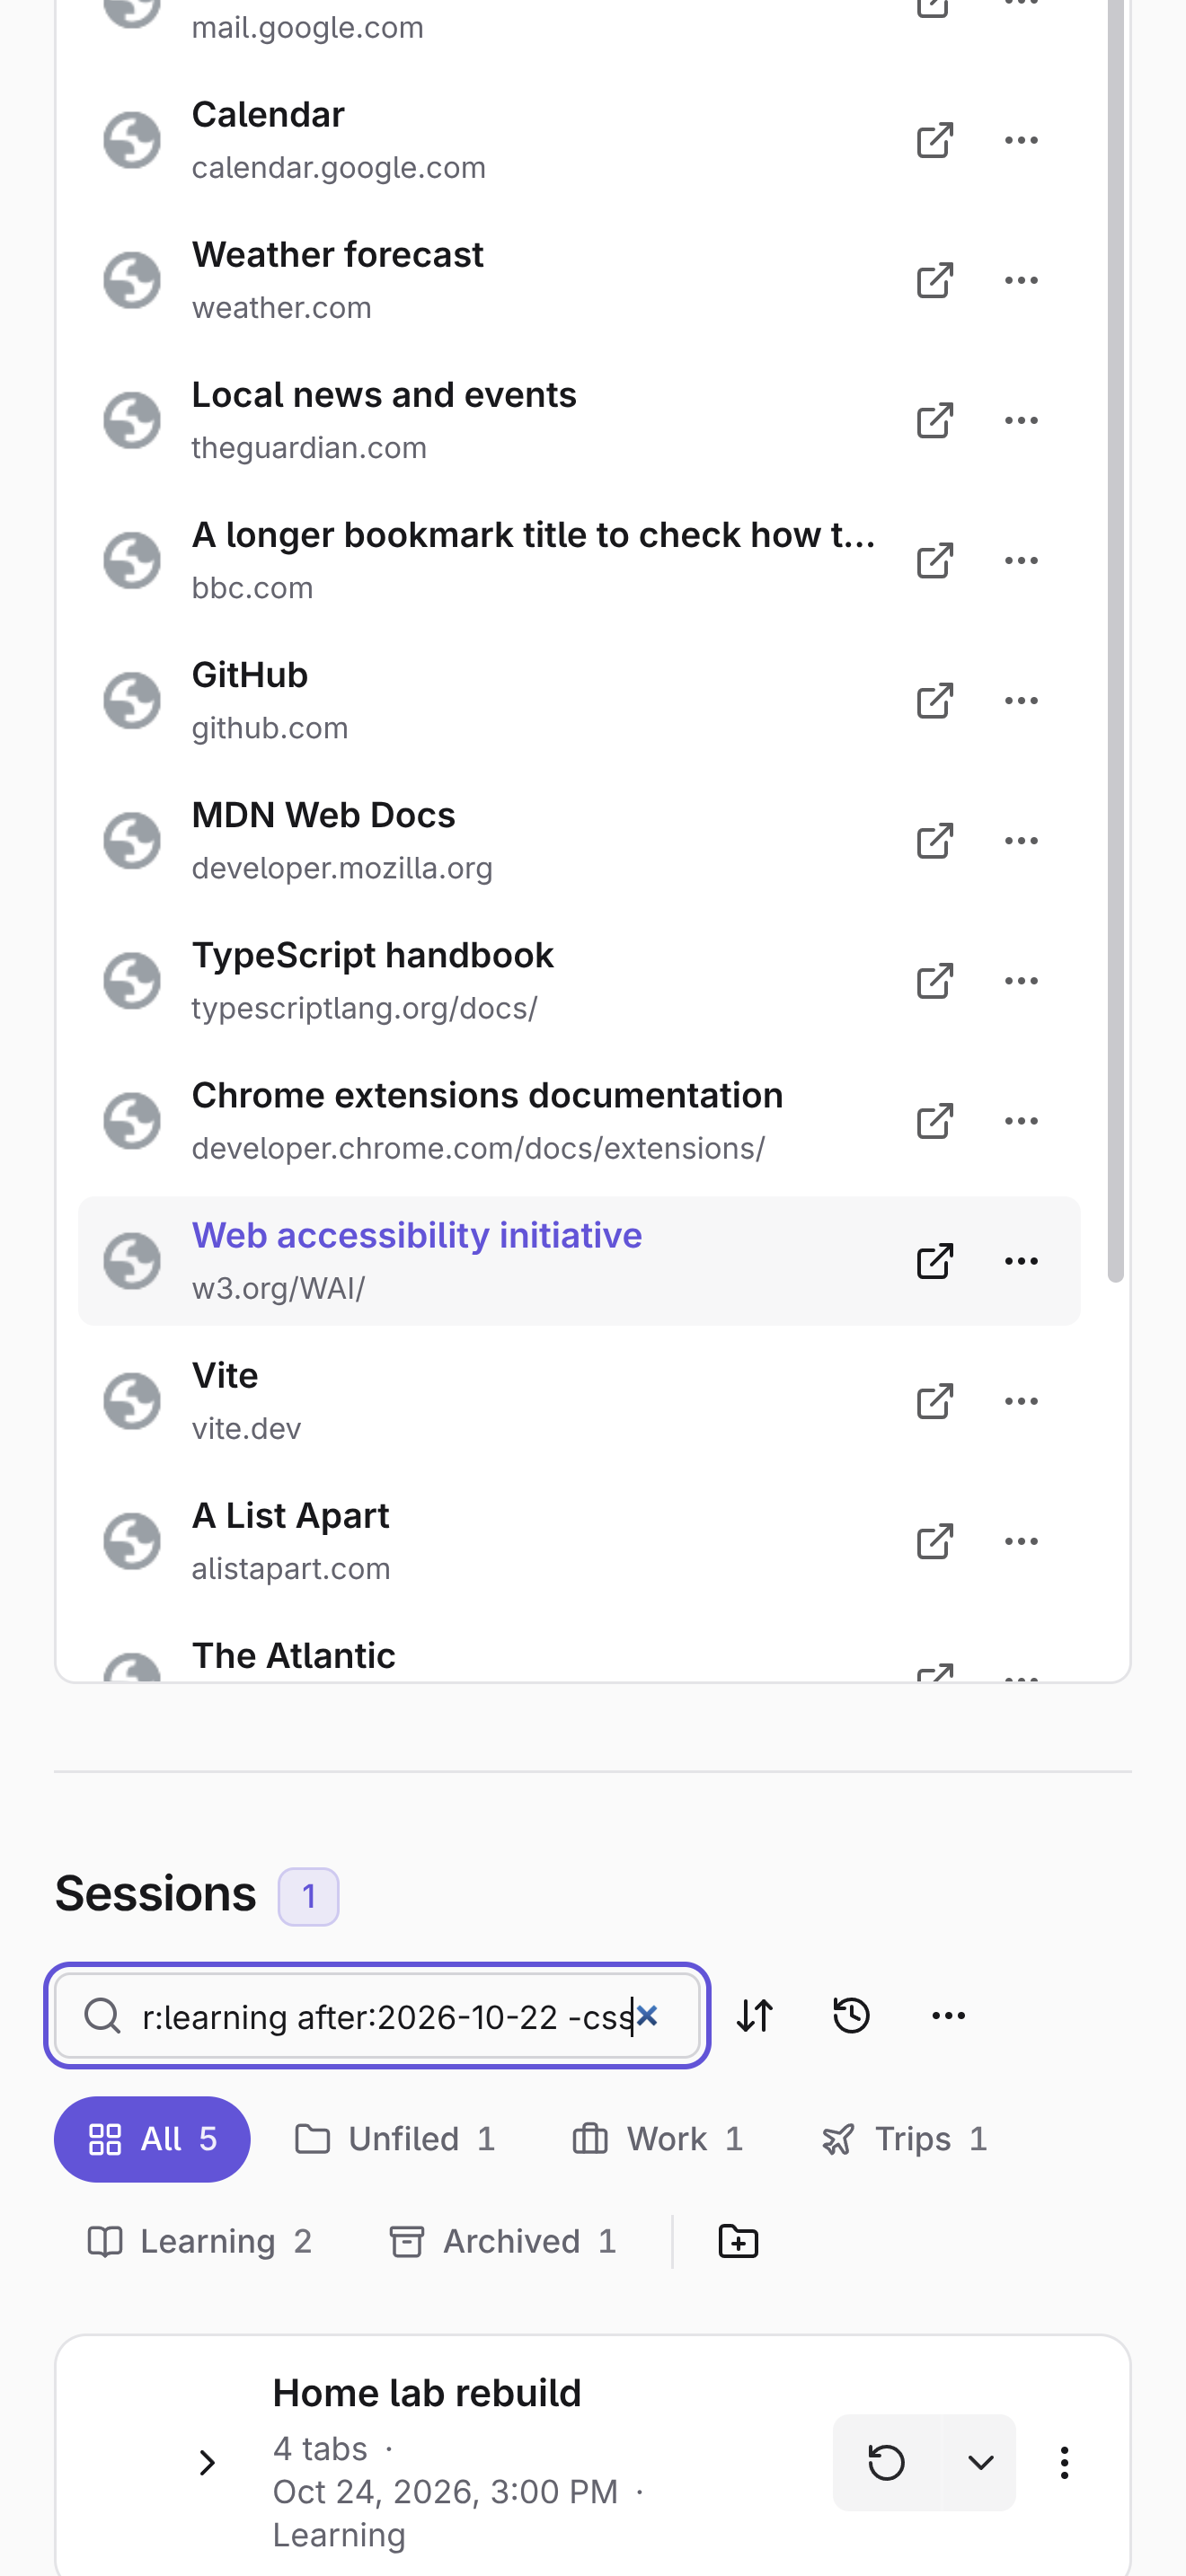 mail.google.com
Calendar
calendar.google.com
Weather forecast
weather.com
Local news and events
theguardian.com
A longer bookmark title to check how t...
bbc.com
GitHub
github.com
MDN Web Docs
developer.mozilla.org
TypeScript handbook
typescriptlang.org/docs/
Chrome extensions documentation
developer.chrome.com/docs/extensions/
Web accessibility initiative
w3.org/WAI/
Vite
vite.dev
A List Apart
alistapart.com
The Atlantic
Sessions 1
r:learning after:2026-10-22 -css
All 5 Unfiled 1 Work 1 Trips 1
Learning 2 Archived 1
Home lab rebuild
4 tabs ·
Oct 24, 2026, 3:00 PM ·
Learning